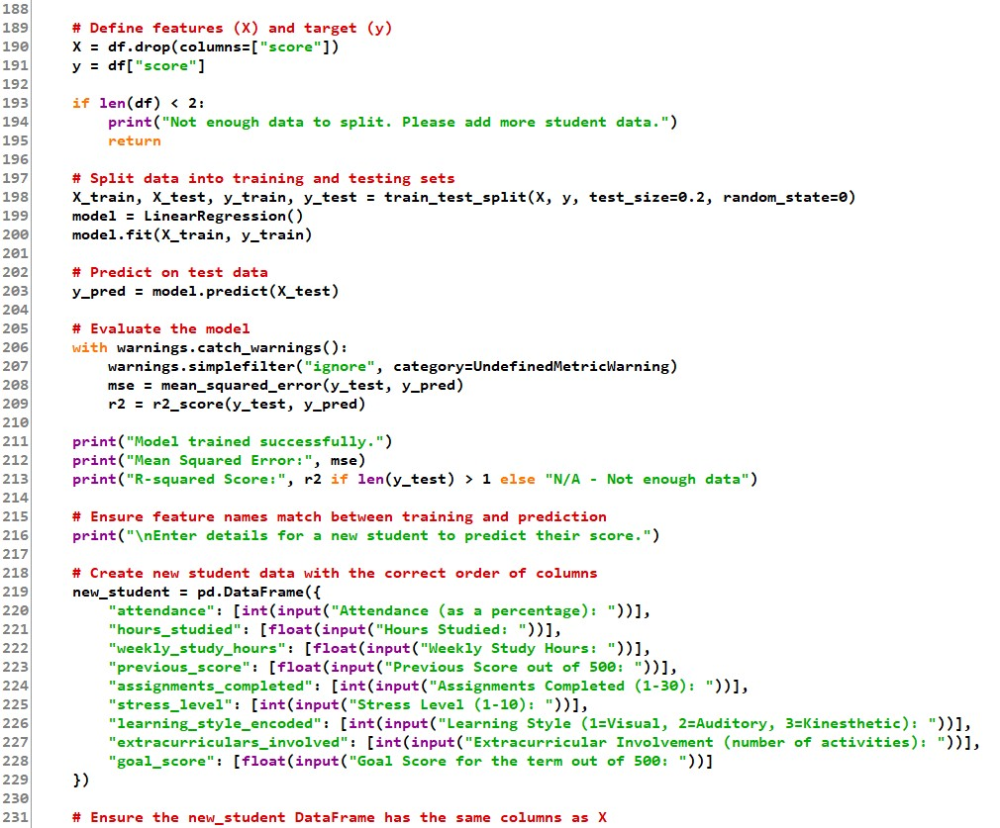 188
189     # Define features (X) and target (y)
190     X = df.drop(columns=["score"])
191     y = df["score"]
192
193     if len(df) < 2:
194         print("Not enough data to split. Please add more student data.")
195         return
196
197     # Split data into training and testing sets
198     X_train, X_test, y_train, y_test = train_test_split(X, y, test_size=0.2, random_state=0)
199     model = LinearRegression()
200     model.fit(X_train, y_train)
201
202     # Predict on test data
203     y_pred = model.predict(X_test)
204
205     # Evaluate the model
206     with warnings.catch_warnings():
207         warnings.simplefilter("ignore", category=UndefinedMetricWarning)
208         mse = mean_squared_error(y_test, y_pred)
209         r2 = r2_score(y_test, y_pred)
210
211     print("Model trained successfully.")
212     print("Mean Squared Error:", mse)
213     print("R-squared Score:", r2 if len(y_test) > 1 else "N/A - Not enough data")
214
215     # Ensure feature names match between training and prediction
216     print("\nEnter details for a new student to predict their score.")
217
218     # Create new student data with the correct order of columns
219     new_student = pd.DataFrame({
220         "attendance": [int(input("Attendance (as a percentage): "))],
221         "hours_studied": [float(input("Hours Studied: "))],
222         "weekly_study_hours": [float(input("Weekly Study Hours: "))],
223         "previous_score": [float(input("Previous Score out of 500: "))],
224         "assignments_completed": [int(input("Assignments Completed (1-30): "))],
225         "stress_level": [int(input("Stress Level (1-10): "))],
226         "learning_style_encoded": [int(input("Learning Style (1=Visual, 2=Auditory, 3=Kinesthetic): "))],
227         "extracurriculars_involved": [int(input("Extracurricular Involvement (number of activities): "))],
228         "goal_score": [float(input("Goal Score for the term out of 500: "))]
229     })
230
231     # Ensure the new_student DataFrame has the same columns as X